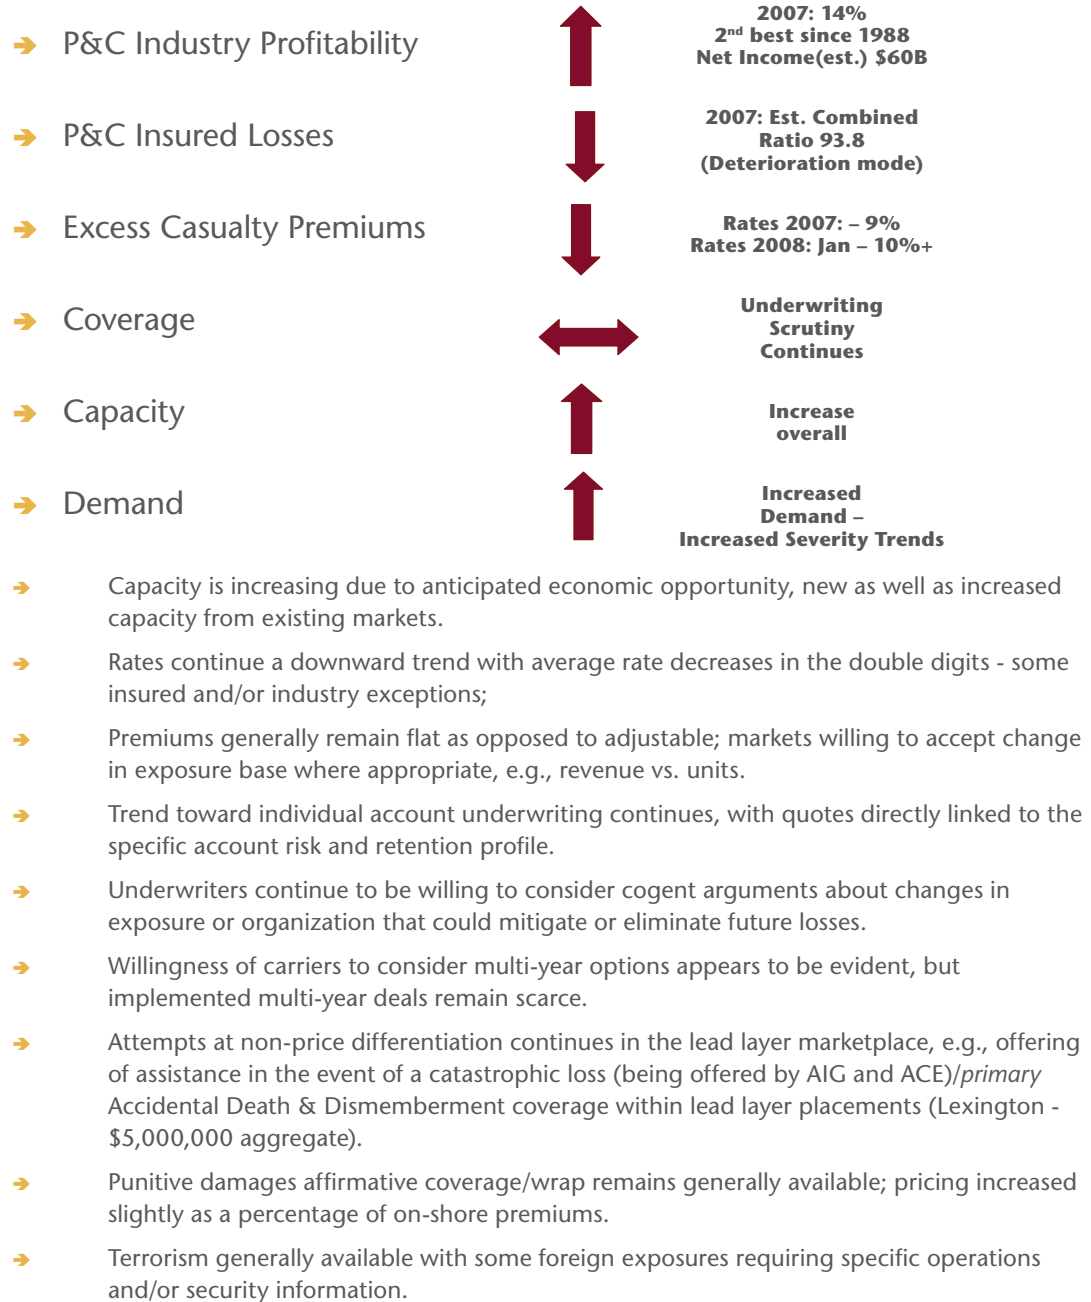 P&C Industry Profitability
2007: 14%
2nd best since 1988
Net Income(est.) $60B
P&C Insured Losses
2007: Est. Combined
Ratio 93.8
(Deterioration mode)
Excess Casualty Premiums
Rates 2007: – 9%
Rates 2008: Jan – 10%+
Coverage
Underwriting
Scrutiny
Continues
Capacity
Increase
overall
Demand
Increased
Demand –
Increased Severity Trends
Capacity is increasing due to anticipated economic opportunity, new as well as increased
capacity from existing markets.
Rates continue a downward trend with average rate decreases in the double digits - some
insured and/or industry exceptions;
Premiums generally remain flat as opposed to adjustable; markets willing to accept change
in exposure base where appropriate, e.g., revenue vs. units.
Trend toward individual account underwriting continues, with quotes directly linked to the
specific account risk and retention profile.
Underwriters continue to be willing to consider cogent arguments about changes in
exposure or organization that could mitigate or eliminate future losses.
Willingness of carriers to consider multi-year options appears to be evident, but
implemented multi-year deals remain scarce.
Attempts at non-price differentiation continues in the lead layer marketplace, e.g., offering
of assistance in the event of a catastrophic loss (being offered by AIG and ACE)/primary
Accidental Death & Dismemberment coverage within lead layer placements (Lexington -
$5,000,000 aggregate).
Punitive damages affirmative coverage/wrap remains generally available; pricing increased
slightly as a percentage of on-shore premiums.
Terrorism generally available with some foreign exposures requiring specific operations
and/or security information.